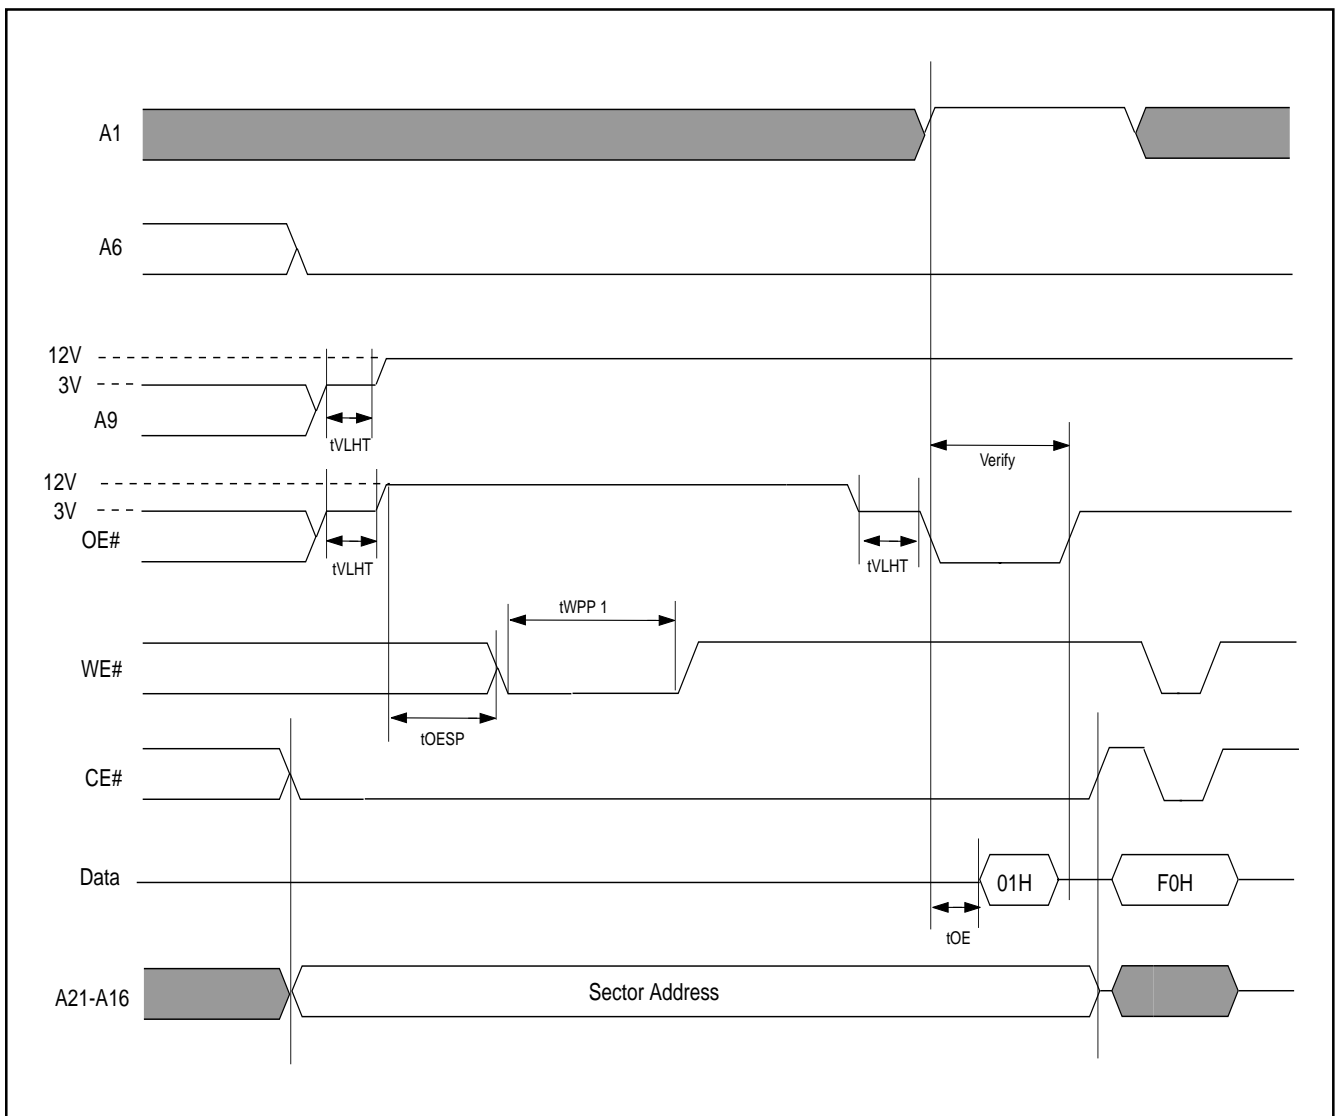 A1
A6
12V
3V
A9
tVLHT
Verify
12V
3V
OE#
tVLHT
tVLHT
tWPP 1
WE#
tOESP
CE#
Data
01H
F0H
tOE
A21-A16
Sector Address